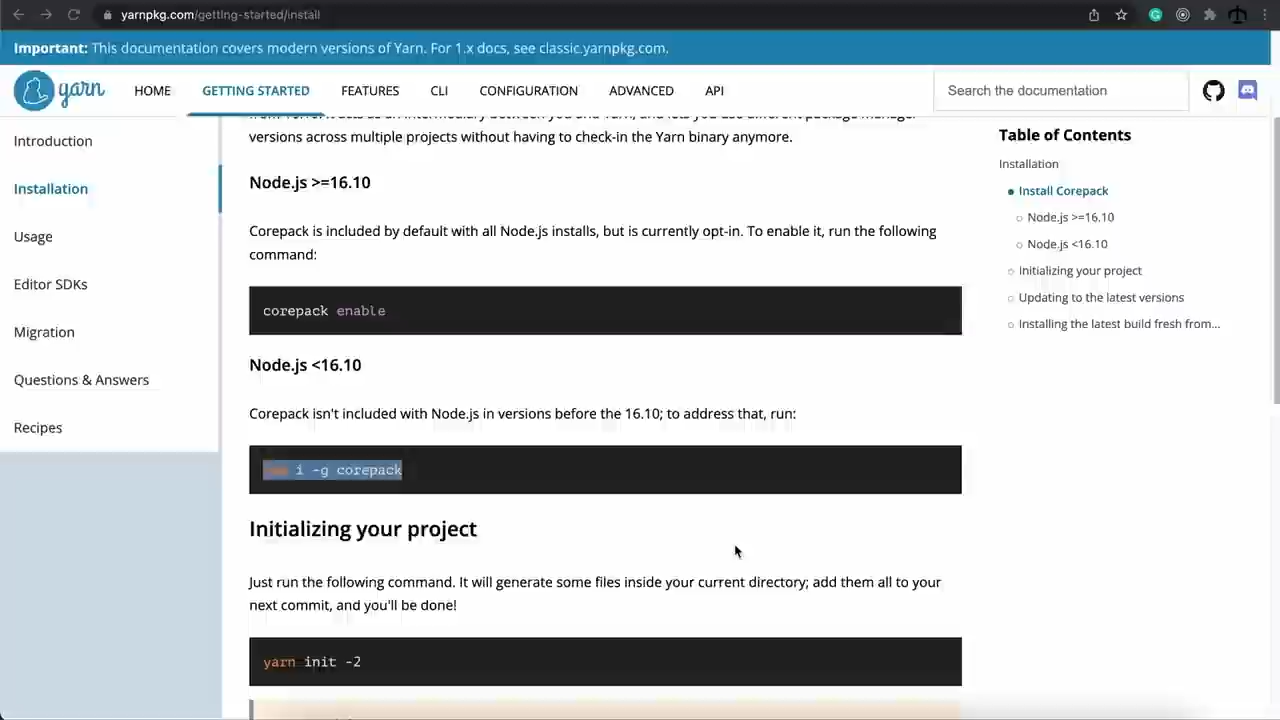 yarnpkg.com/getting-started/install
Important: This documentation covers modern versions of Yarn. For 1.x docs, see classic.yarnpkg.com.
yarn
HOME
GETTING STARTED
FEATURES
CLI
CONFIGURATION
ADVANCED
API
Search the documentation
Introduction
Installation
Usage
Editor SDKs
Migration
Questions & Answers
Recipes
versions across multiple projects without having to check-in the Yarn binary anymore.
Node.js >=16.10
Corepack is included by default with all Node.js installs, but is currently opt-in. To enable it, run the following
command:
corepack enable
Node.js <16.10
Corepack isn't included with Node.js in versions before the 16.10; to address that, run:
i -g corepack
Initializing your project
Just run the following command. It will generate some files inside your current directory; add them all to your
next commit, and you'll be done!
yarn init -2
Table of Contents
Installation
Install Corepack
Node.js >=16.10
Node.js <16.10
Initializing your project
Updating to the latest versions
Installing the latest build fresh from...